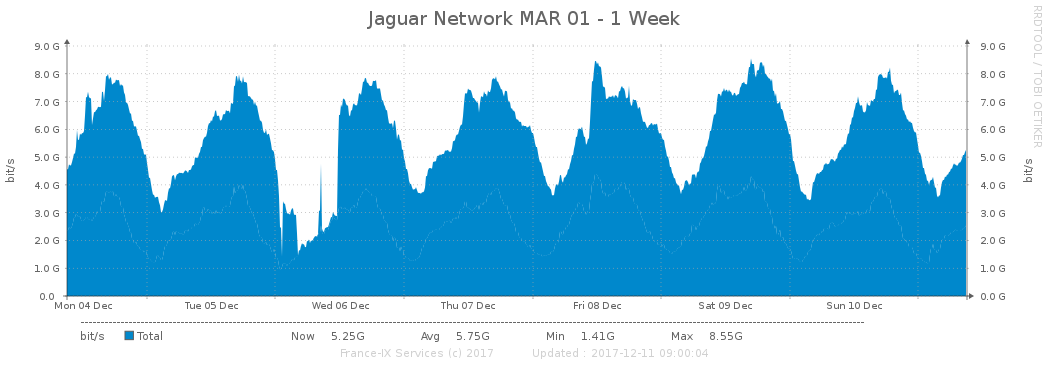 Jaguar Network MAR 01 - 1 Week
RRDTOOL / TOBI OETIKER
bit/s
9.0 G
8.0 G
7.0 G
6.0 G
5.0 G
4.0 G
3.0 G
2.0 G
1.0 G
0.0
9.0 G
8.0 G
7.0 G
6.0 G
5.0 G
4.0 G
3.0 G
2.0 G
1.0 G
0.0 G
bit/s
Mon 04 Dec Tue 05 Dec Wed 06 Dec Thu 07 Dec Fri 08 Dec Sat 09 Dec Sun 10 Dec
bit/s Total Now 5.25G Avg 5.75G Min 1.41G Max 8.55G
France-IX Services (c) 2017 Updated : 2017-12-11 09:00:04